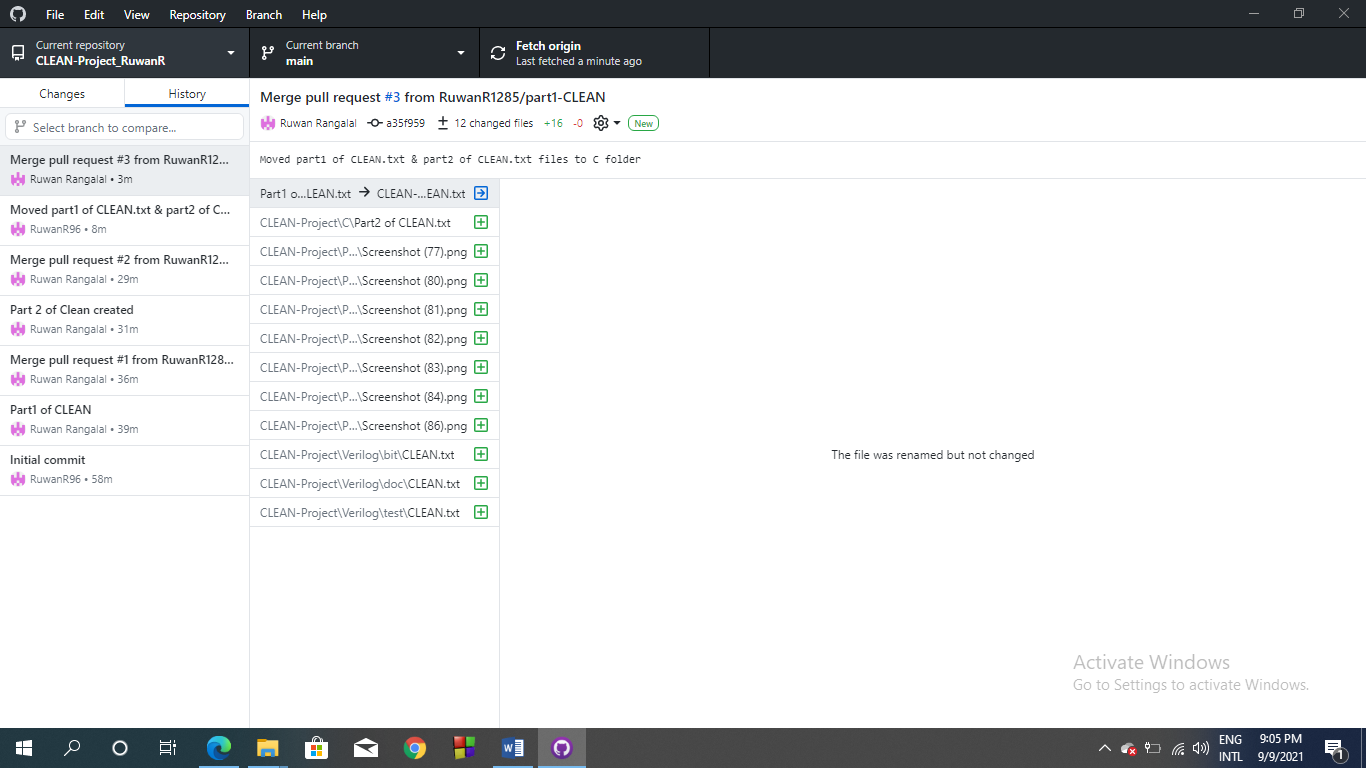 File Edit View Repository Branch Help
Current repository
CLEAN-Project_RuwanR
Current branch
main
Fetch origin
Last fetched a minute ago
Changes History
Select branch to compare...
Merge pull request #3 from RuwanR12...
Ruwan Rangalal • 3m
Moved part1 of CLEAN.txt & part2 of C...
RuwanR96 • 8m
Merge pull request #2 from RuwanR12...
Ruwan Rangalal • 29m
Part 2 of Clean created
Ruwan Rangalal • 31m
Merge pull request #1 from RuwanR128...
Ruwan Rangalal • 36m
Part1 of CLEAN
Ruwan Rangalal • 39m
Initial commit
RuwanR96 • 58m
Merge pull request #3 from RuwanR1285/part1-CLEAN
Ruwan Rangalal a35f959 12 changed files +16 -0 New
Moved part1 of CLEAN.txt & part2 of CLEAN.txt files to C folder
Part1 o...LEAN.txt → CLEAN-...EAN.txt
CLEAN-Project\C\Part2 of CLEAN.txt
CLEAN-Project\P...\Screenshot (77).png
CLEAN-Project\P...\Screenshot (80).png
CLEAN-Project\P...\Screenshot (81).png
CLEAN-Project\P...\Screenshot (82).png
CLEAN-Project\P...\Screenshot (83).png
CLEAN-Project\P...\Screenshot (84).png
CLEAN-Project\P...\Screenshot (86).png
CLEAN-Project\Verilog\bit\CLEAN.txt
CLEAN-Project\Verilog\doc\CLEAN.txt
CLEAN-Project\Verilog\test\CLEAN.txt
The file was renamed but not changed
Activate Windows
Go to Settings to activate Windows.
ENG
INTL
9:05 PM
9/9/2021
1